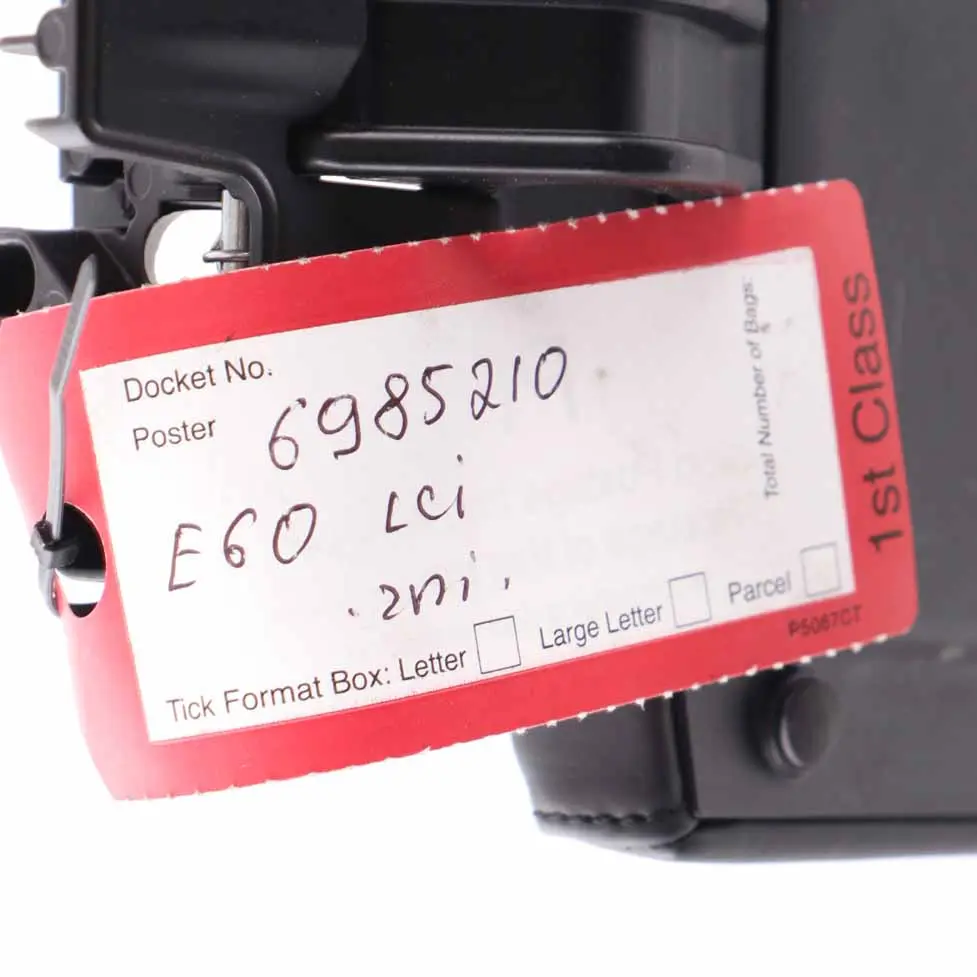 Docket No.
Poster 6985210
E60 LCi
Tick Format Box: Letter Large Letter Parcel
Total Number of Bags:
1st Class
P5067CT